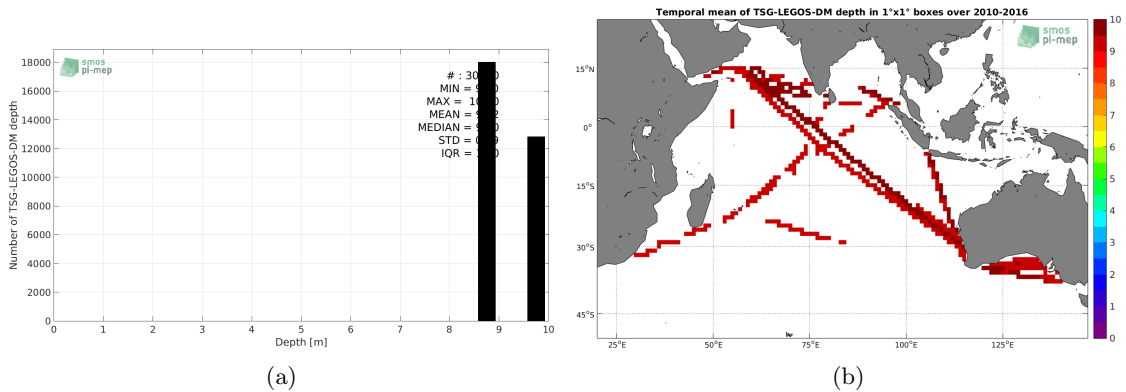 smos
pi-mep
# : 30
MIN = 9
MAX = 10
MEAN = 9
MEDIAN = 9
STD = 0
IQR =
Number of TSG-LEGOS-DM depth
18000
16000
14000
12000
10000
8000
6000
4000
2000
0
0 1 2 3 4 5 6 7 8 9 10
Depth [m]
(a)
Temporal mean of TSG-LEGOS-DM depth in 1°x1° boxes over 2010-2016
smos
pi-mep
15°N
0°
15°S
30°S
45°S
25°E 50°E 75°E 100°E 125°E
10
9
8
7
6
5
4
3
2
1
0
(b)